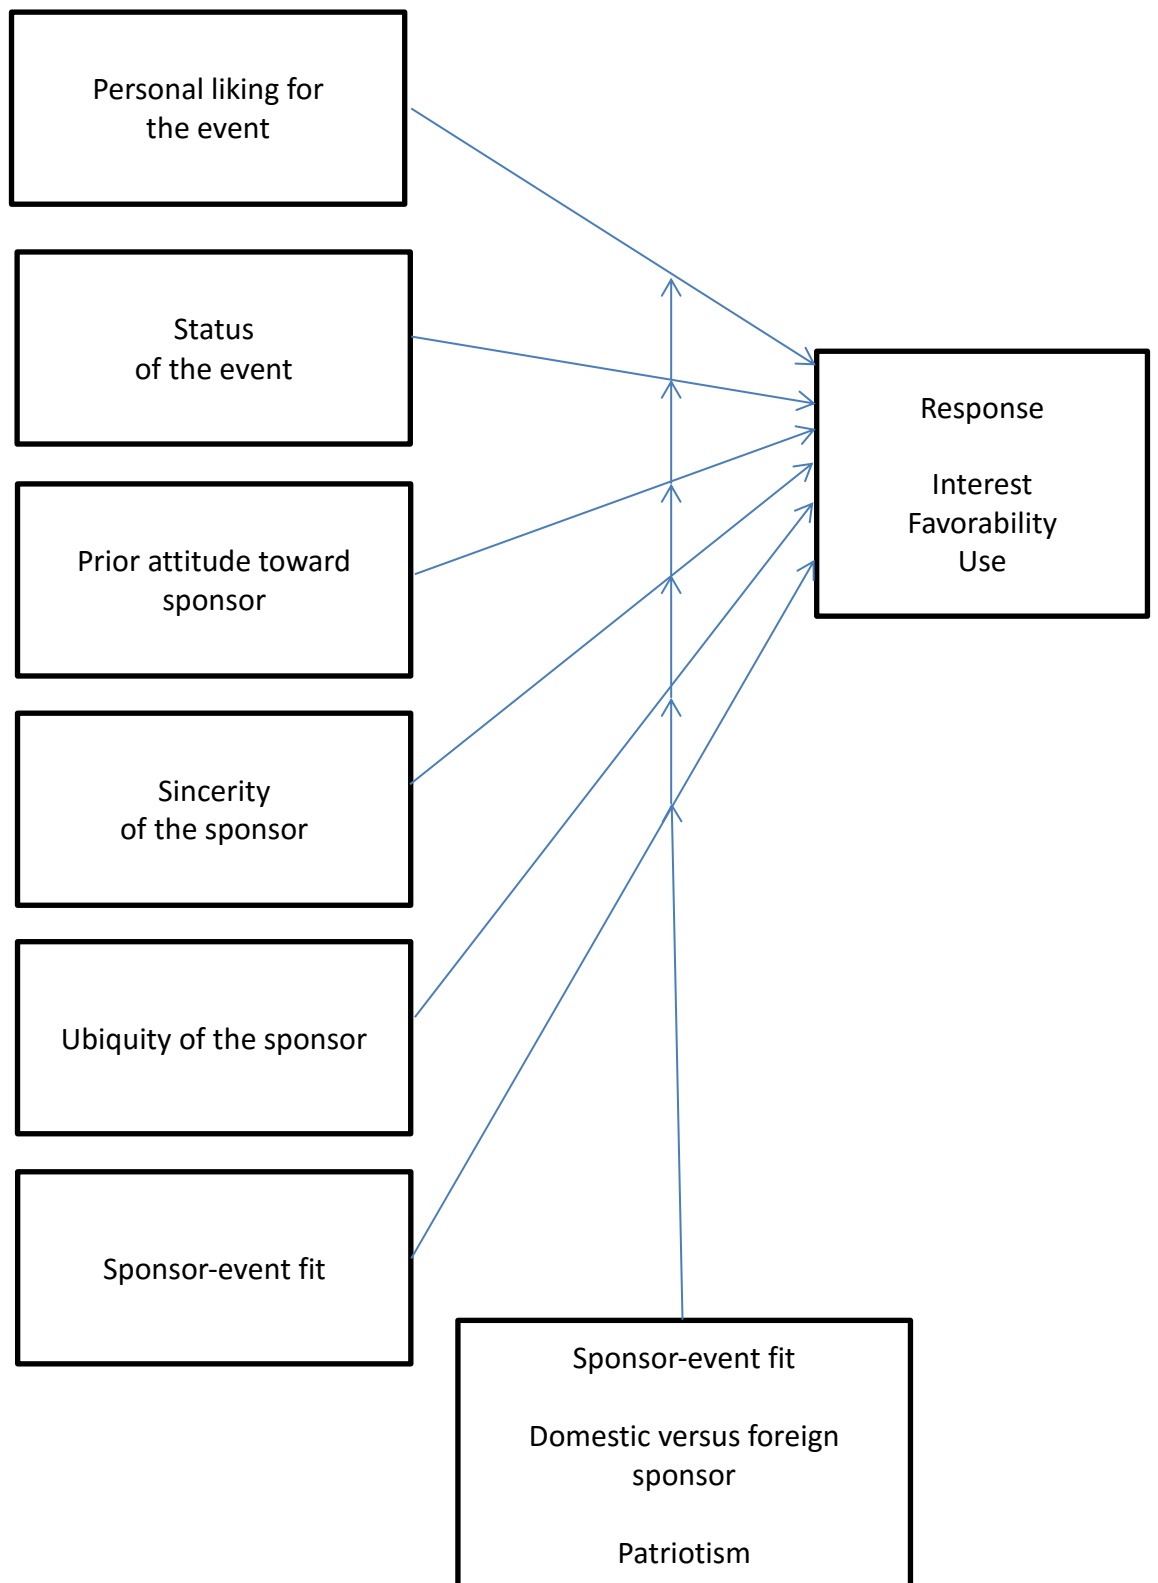 Personal liking for
the event
Status
of the event
Prior attitude toward
sponsor
Sincerity
of the sponsor
Ubiquity of the sponsor
Sponsor-event fit
Response
Interest
Favorability
Use
Sponsor-event fit
Domestic versus foreign
sponsor
Patriotism